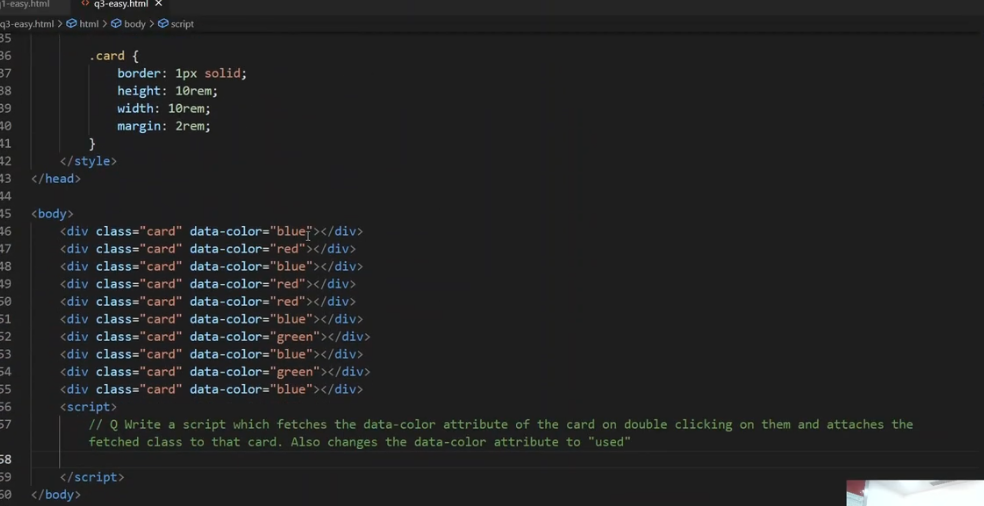 q1-easy.html q3-easy.html ×
q3-easy.html > html > body > script
35
36 .card {
37 border: 1px solid;
38 height: 10rem;
39 width: 10rem;
40 margin: 2rem;
41 }
42 </style>
43 </head>
44
45 <body>
46 <div class="card" data-color="blue"></div>
47 <div class="card" data-color="red"></div>
48 <div class="card" data-color="blue"></div>
49 <div class="card" data-color="red"></div>
50 <div class="card" data-color="red"></div>
51 <div class="card" data-color="blue"></div>
52 <div class="card" data-color="green"></div>
53 <div class="card" data-color="blue"></div>
54 <div class="card" data-color="green"></div>
55 <div class="card" data-color="blue"></div>
56 <script>
57 // Q Write a script which fetches the data-color attribute of the card on double clicking on them and attaches the
fetched class to that card. Also changes the data-color attribute to "used"
58
59 </script>
60 </body>